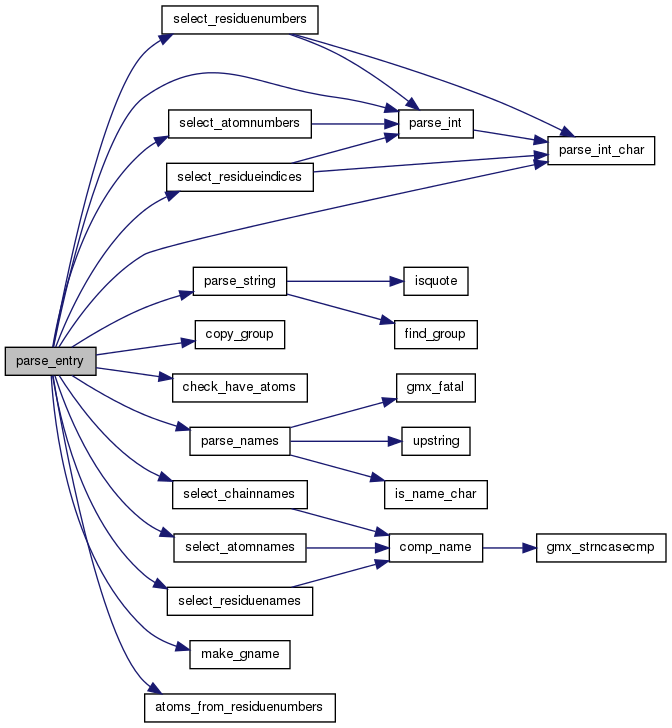 select_residuenumbers
select_atomnumbers
parse_int
parse_int_char
select_residueindices
parse_string
isquote
copy_group
find_group
parse_entry
check_have_atoms
gmx_fatal
parse_names
upstring
select_chainnames
is_name_char
select_atomnames
comp_name
gmx_strncasecmp
select_residuenames
make_gname
atoms_from_residuenumbers